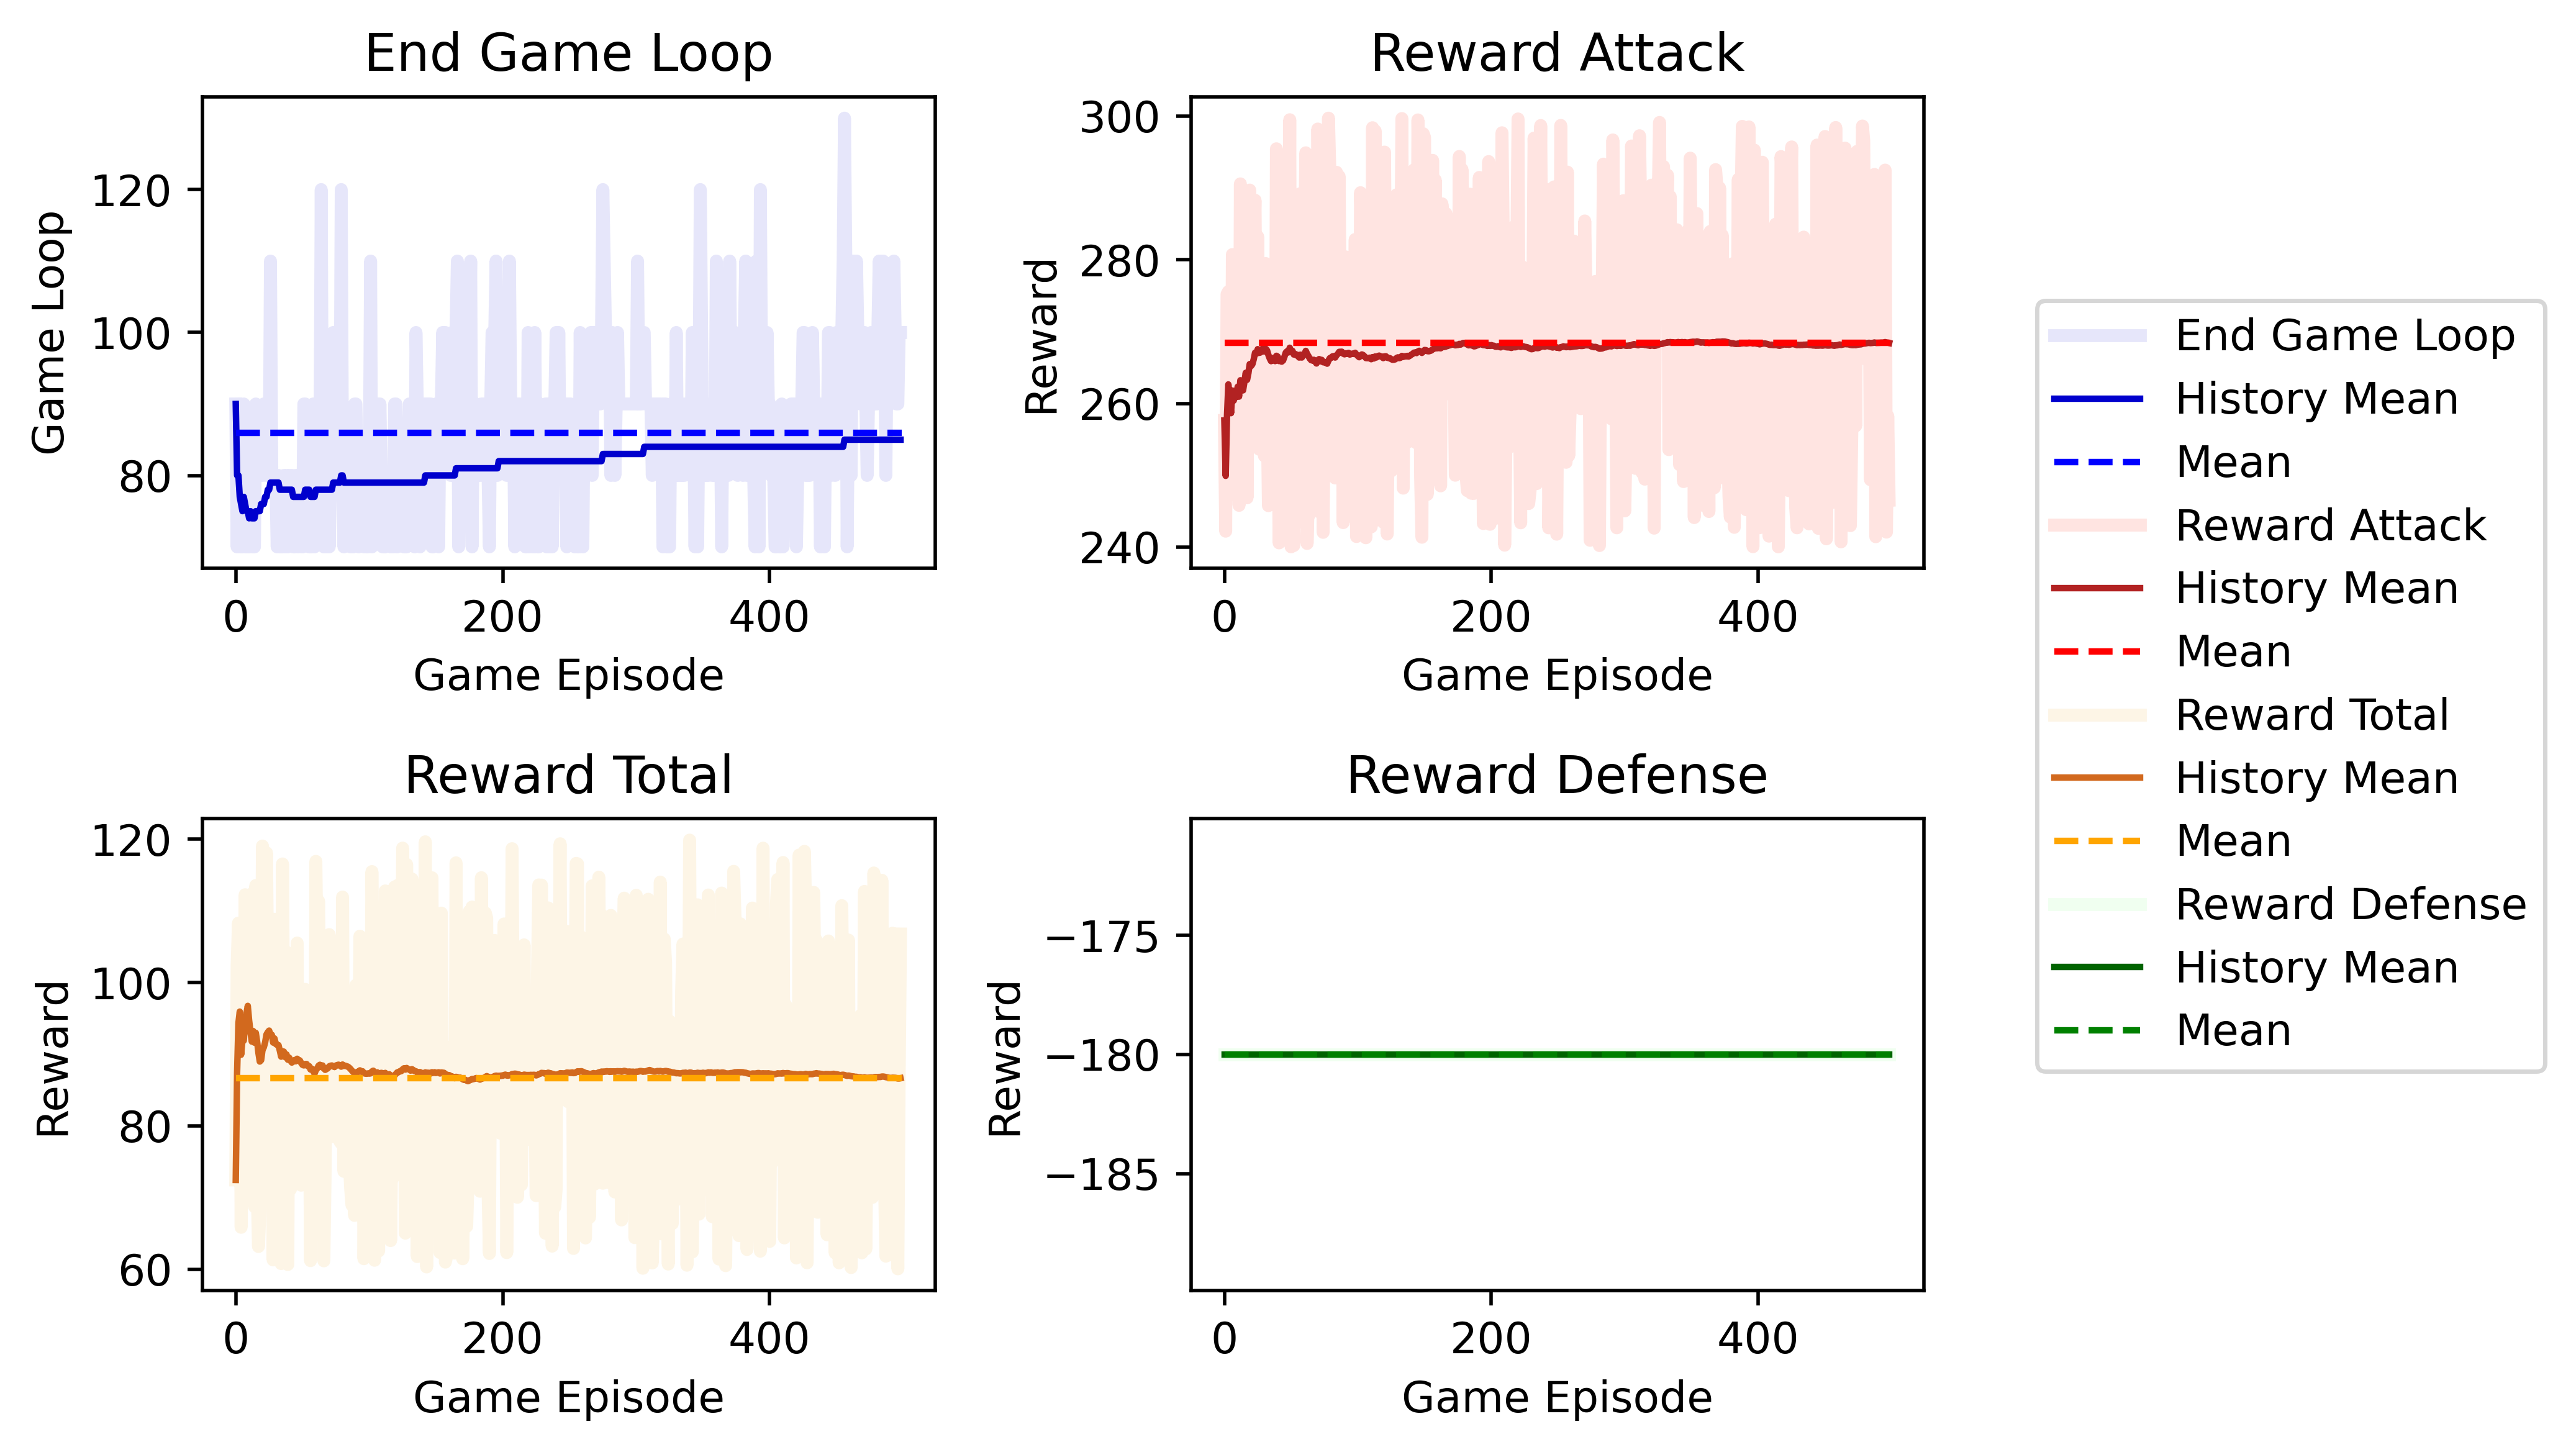 End Game Loop
Game Loop
120
100
80
0 200 400
Game Episode
Reward Attack
Reward
300
280
260
240
0 200 400
Game Episode
Reward Total
Reward
120
100
80
60
0 200 400
Game Episode
Reward Defense
Reward
−175
−180
−185
0 200 400
Game Episode
End Game Loop
History Mean
Mean
Reward Attack
History Mean
Mean
Reward Total
History Mean
Mean
Reward Defense
History Mean
Mean